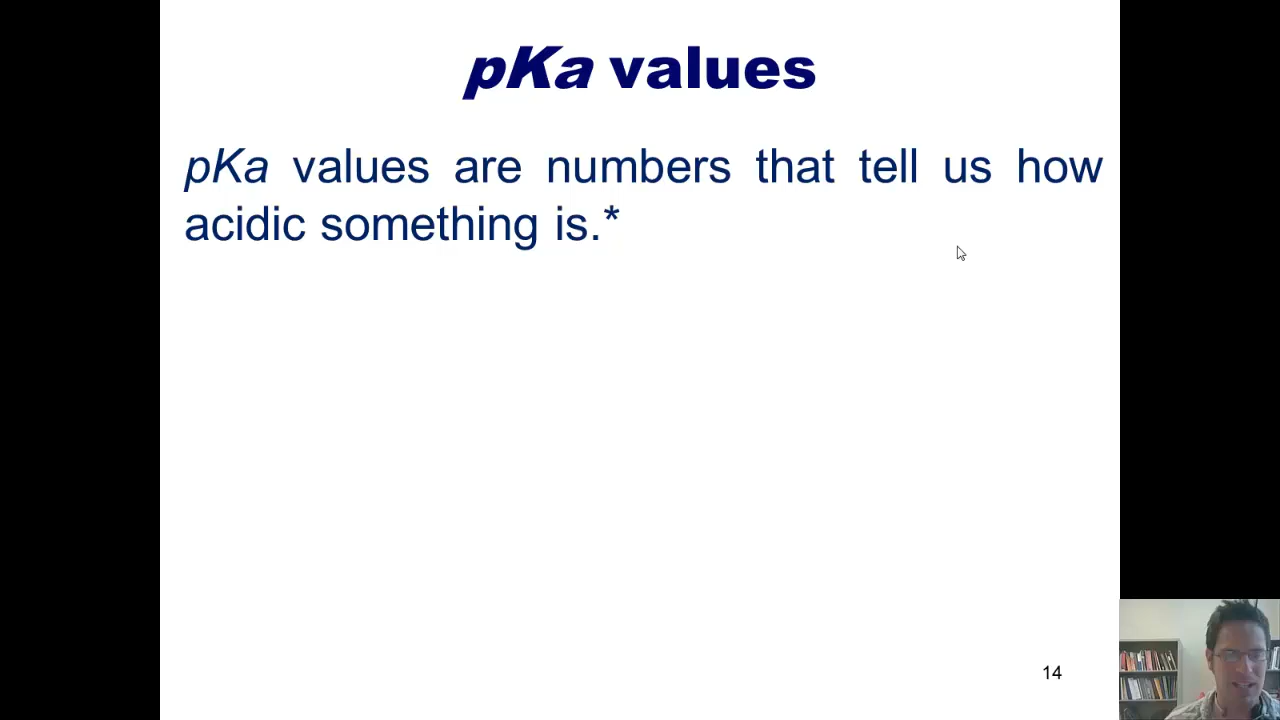 pKa values
pKa values are numbers that tell us how
acidic something is.*
14